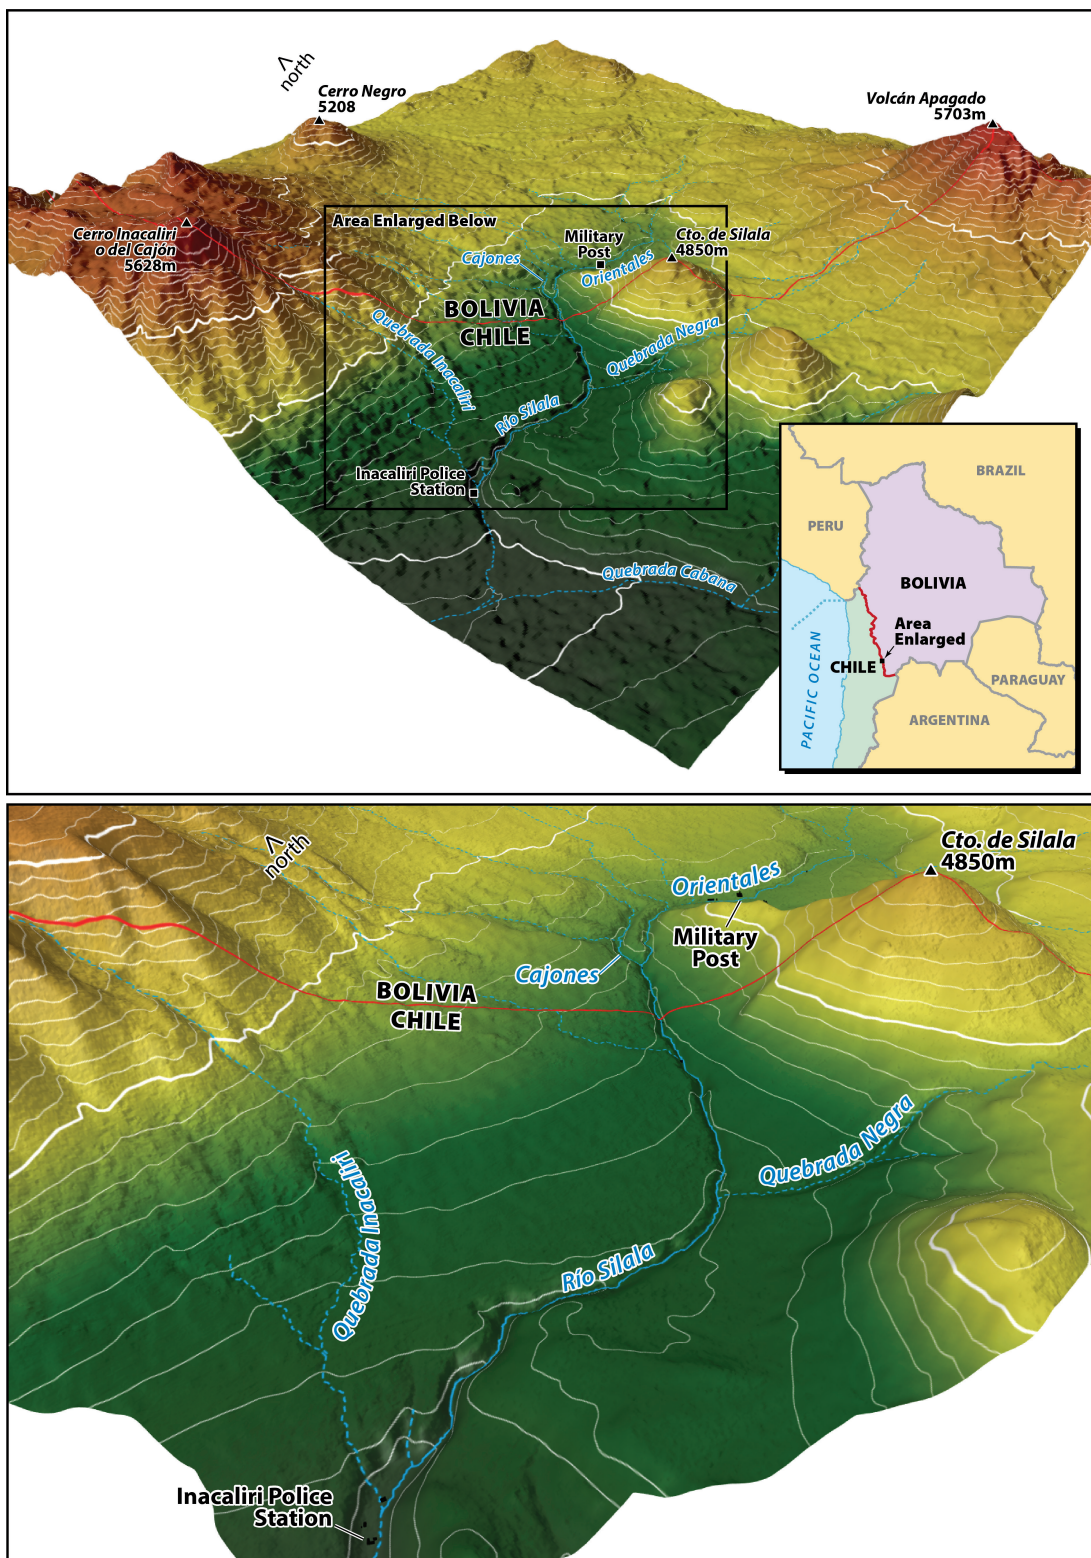 north
Cerro Negro
5208
Volcán Apagado
5703m
Cerro Inacaliri
o del Cajón
5628m
Area Enlarged Below
Military
Post
Cto. de Silala
4850m
Cajones
Orientales
BOLIVIA
CHILE
Quebrada Inacaliri
Quebrada Negra
Río Silala
Inacaliri Police
Station
Quebrada Cabana
BRAZIL
PERU
BOLIVIA
Area
Enlarged
CHILE
PARAGUAY
PACIFIC OCEAN
ARGENTINA
north
Cto. de Silala
4850m
Orientales
Military
Post
Cajones
BOLIVIA
CHILE
Quebrada Negra
Quebrada Inacaliri
Río Silala
Inacaliri Police
Station